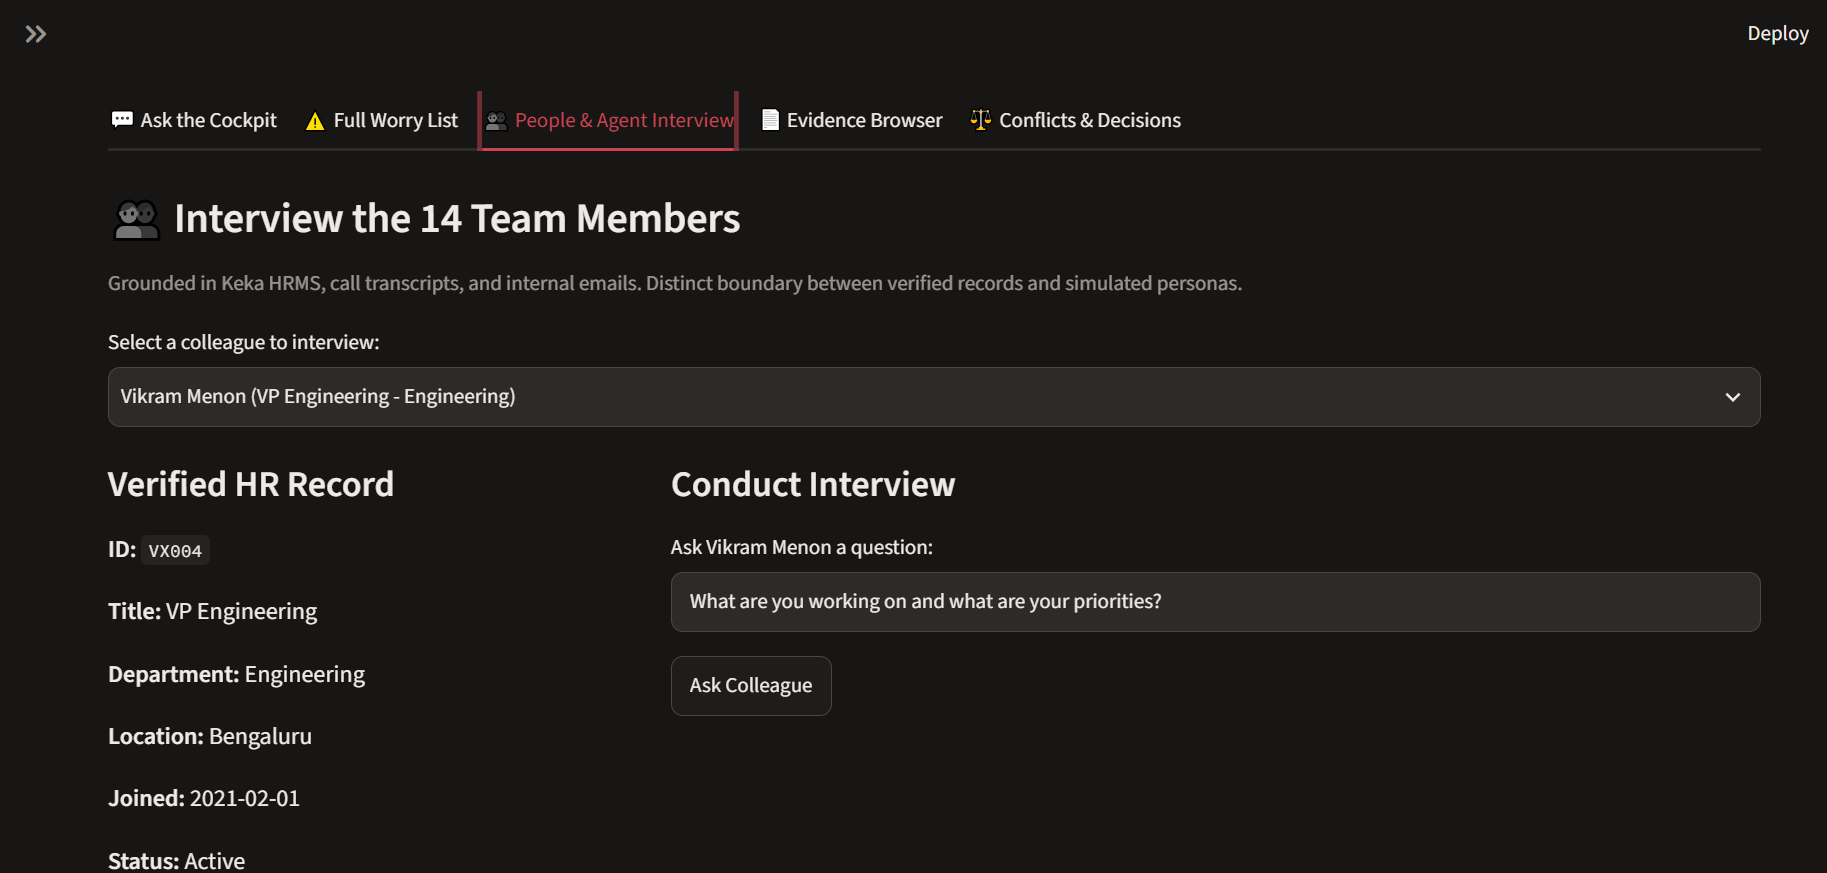 Deploy
Ask the Cockpit
Full Worry List
People & Agent Interview
Evidence Browser
Conflicts & Decisions
Interview the 14 Team Members
Grounded in Keka HRMS, call transcripts, and internal emails. Distinct boundary between verified records and simulated personas.
Select a colleague to interview:
Vikram Menon (VP Engineering - Engineering)
Verified HR Record
ID: VX004
Title: VP Engineering
Department: Engineering
Location: Bengaluru
Joined: 2021-02-01
Status: Active
Conduct Interview
Ask Vikram Menon a question:
What are you working on and what are your priorities?
Ask Colleague